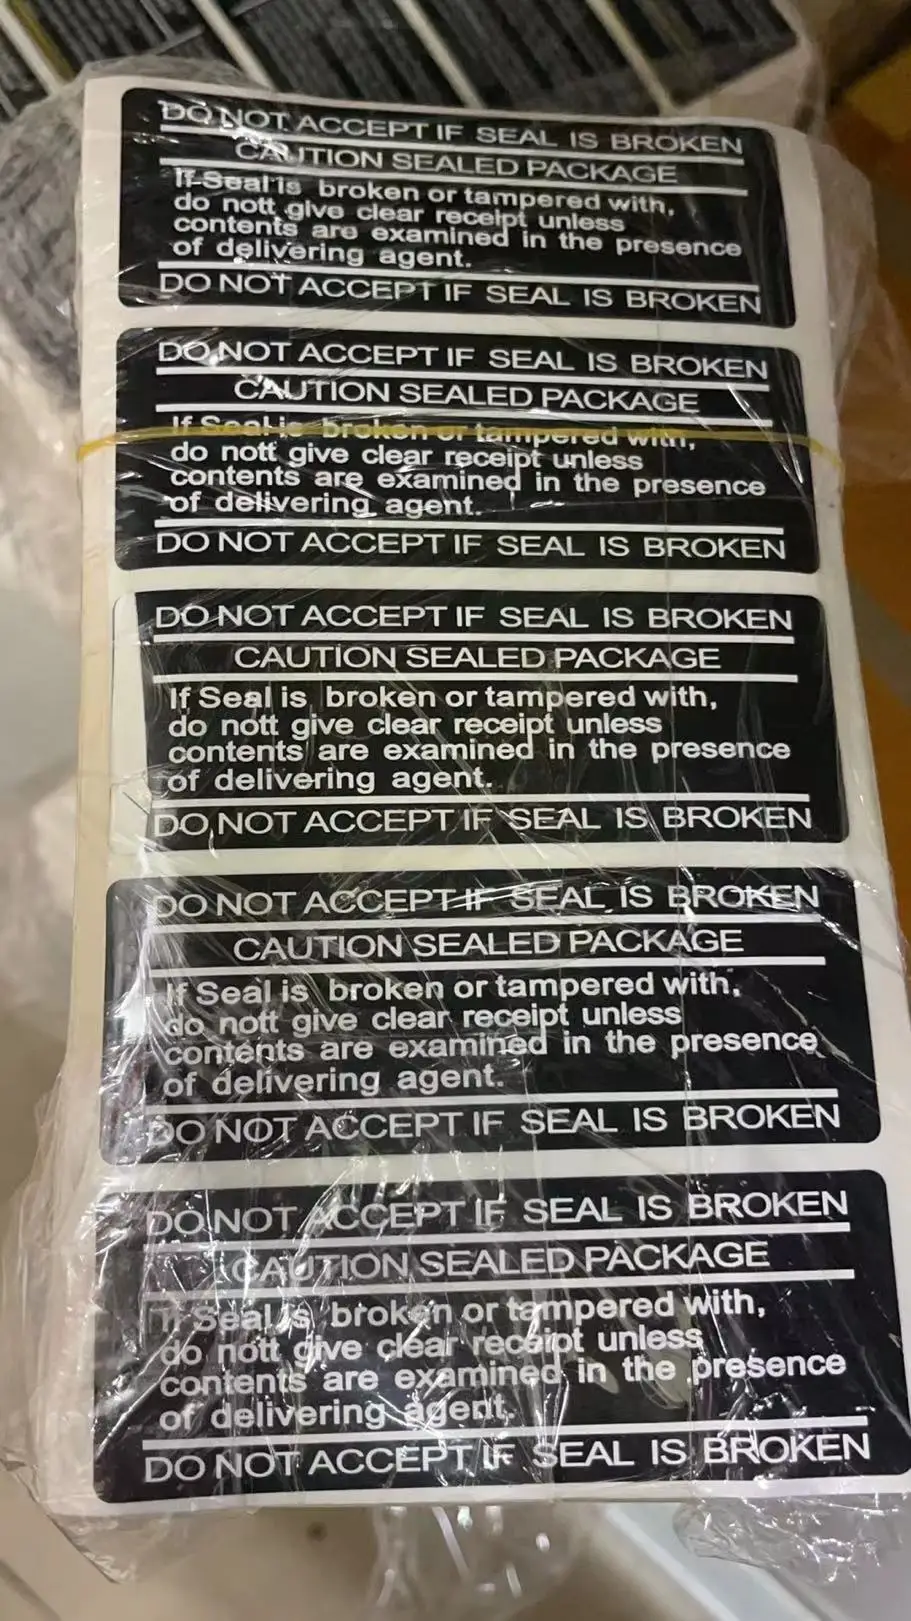 DO NOT ACCEPT IF SEAL IS BROKEN
CAUTION SEALED PACKAGE
If Seal is broken or tampered with,
do nott give clear receipt unless
contents are examined in the presence
of delivering agent.
DO NOT ACCEPT IF SEAL IS BROKEN
DO NOT ACCEPT IF SEAL IS BROKEN
CAUTION SEALED PACKAGE
If Seal is broken or tampered with,
do nott give clear receipt unless
contents are examined in the presence
of delivering agent.
DO NOT ACCEPT IF SEAL IS BROKEN
DO NOT ACCEPT IF SEAL IS BROKEN
CAUTION SEALED PACKAGE
If Seal is broken or tampered with,
do nott give clear receipt unless
contents are examined in the presence
of delivering agent.
DO NOT ACCEPT IF SEAL IS BROKEN
DO NOT ACCEPT IF SEAL IS BROKEN
CAUTION SEALED PACKAGE
If Seal is broken or tampered with,
do nott give clear receipt unless
contents are examined in the presence
of delivering agent.
DO NOT ACCEPT IF SEAL IS BROKEN
DO NOT ACCEPT IF SEAL IS BROKEN
CAUTION SEALED PACKAGE
If Seal is broken or tampered with,
do nott give clear receipt unless
contents are examined in the presence
of delivering agent.
DO NOT ACCEPT IF SEAL IS BROKEN